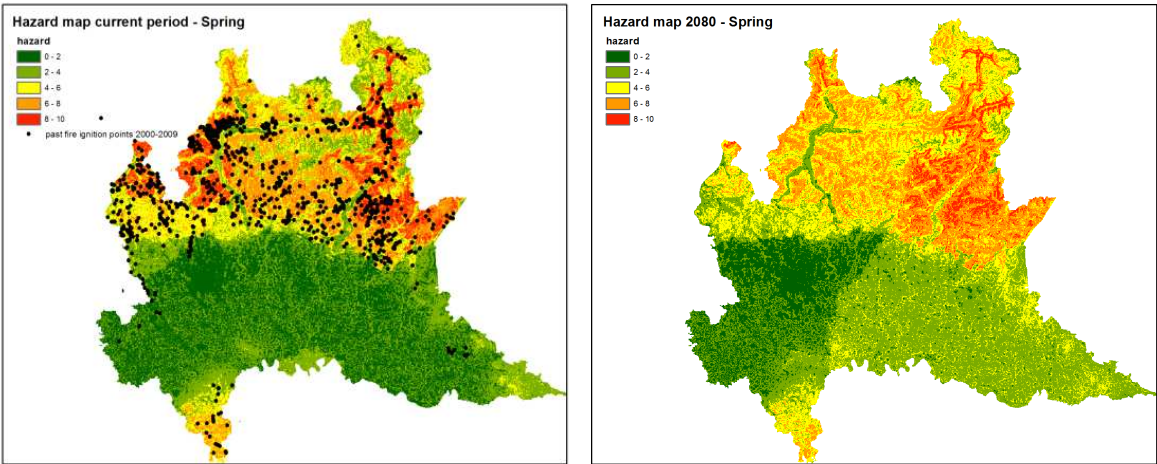 Hazard map current period - Spring
hazard
0 - 2
2 - 4
4 - 6
6 - 8
8 - 10
past fire ignition points 2000-2009
Hazard map 2080 - Spring
hazard
0 - 2
2 - 4
4 - 6
6 - 8
8 - 10